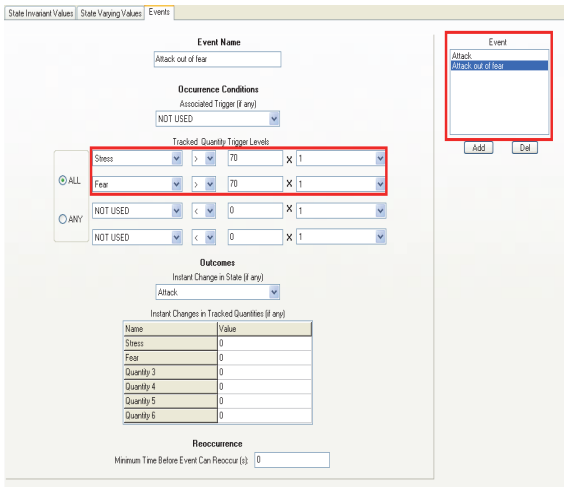 State Invariant Values State Varying Values Events
Event Name
Attack out of fear
Occurrence Conditions
Associated Trigger (if any)
NOT USED
Tracked Quantity Trigger Levels
ALL
ANY
Stress > 70 X 1
Fear > 70 X 1
NOT USED < 0 X 1
NOT USED < 0 X 1
Outcomes
Instant Change in State (if any)
Attack
Instant Changes in Tracked Quantities (if any)
Name Value
Stress 0
Fear 0
Quantity 3 0
Quantity 4 0
Quantity 5 0
Quantity 6 0
Reoccurrence
Minimum Time Before Event Can Reoccur (s): 0
Event
Attack
Attack out of fear
Add Del